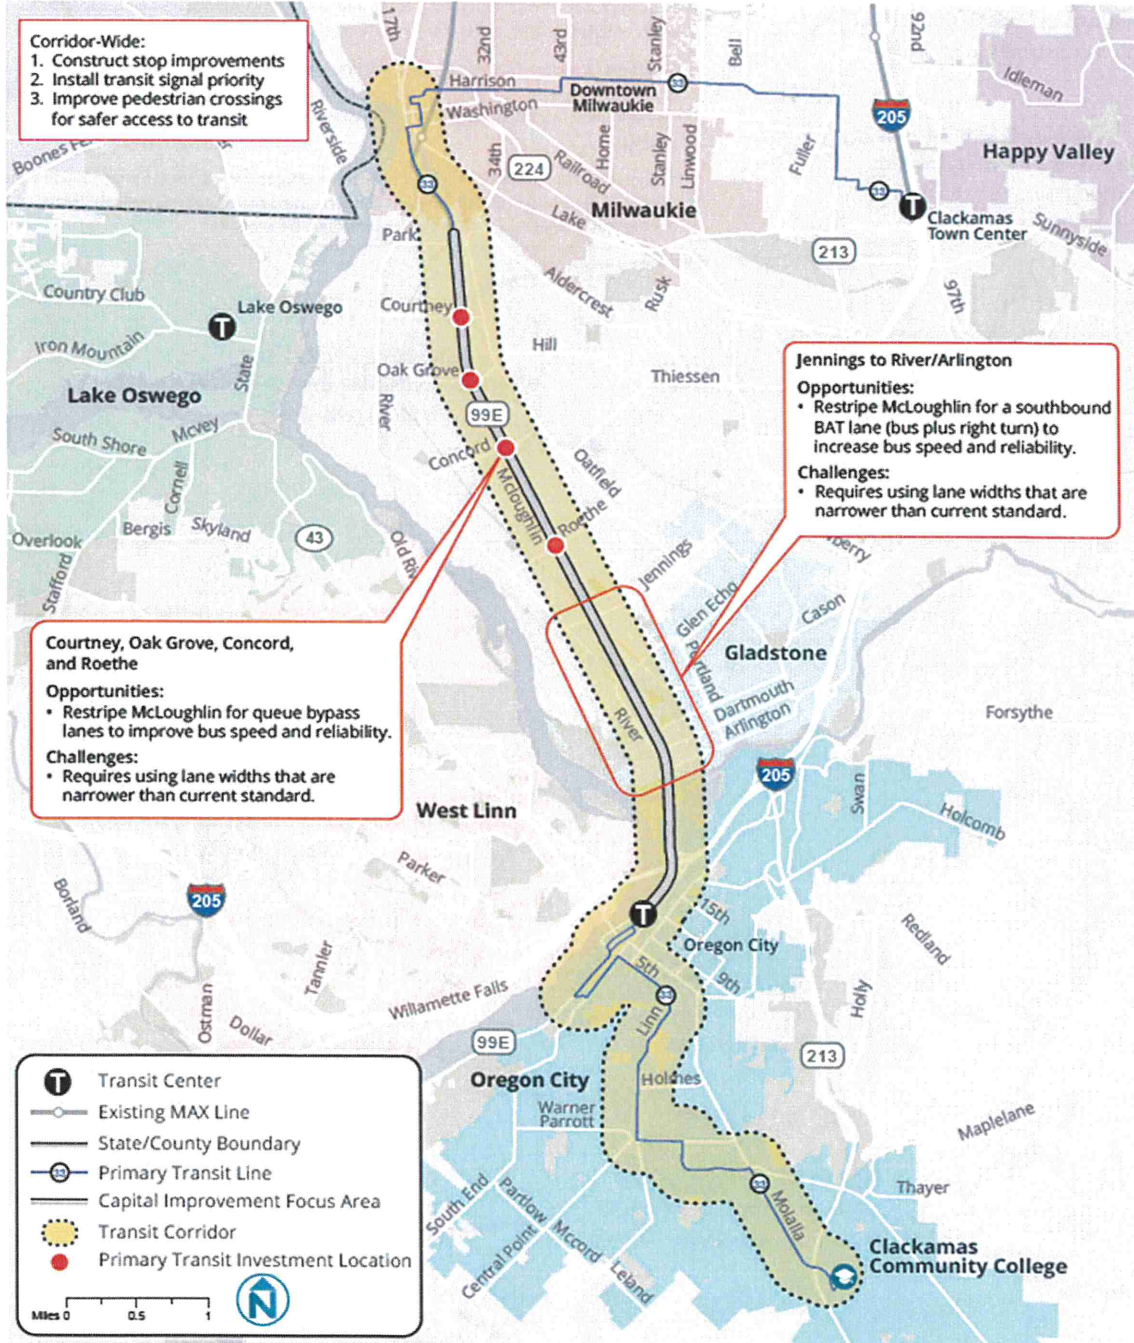 Corridor-Wide:
1. Construct stop improvements
2. Install transit signal priority
3. Improve pedestrian crossings
for safer access to transit
17th
32nd
43rd
Stanley
Bell
92nd
Idleman
Harrison
Downtown
Milwaukie
33
Washington
205
Riverside
34th
Railroad
Home
Stanley
Linwood
Fuller
Happy Valley
224
33
33
T
Lake
Milwaukie
Clackamas
Town Center
Sunnyside
Park
213
Aldercrest
Rusk
97th
Country Club
Lake Oswego
T
Courtney
Iron Mountain
State
Hill
Oak Grove
Thiessen
Lake Oswego
River
99E
Mcvey
South Shore
Cornell
Concord
Oatfield
Mcloughlin
Roethe
Bergis
Skyland
43
Overlook
Stafford
Jennings to River/Arlington
Opportunities:
• Restripe McLoughlin for a southbound
BAT lane (bus plus right turn) to
increase bus speed and reliability.
Challenges:
• Requires using lane widths that are
narrower than current standard.
Jennings
Glen Echo
Cason
Gladstone
Portland
Dartmouth
Arlington
River
Courtney, Oak Grove, Concord,
and Roethe
Opportunities:
• Restripe McLoughlin for queue bypass
lanes to improve bus speed and reliability.
Challenges:
• Requires using lane widths that are
narrower than current standard.
Forsythe
205
Swan
Holcomb
West Linn
Parker
Borland
205
T
15th
Oregon City
Redland
5th
9th
Tannler
Willamette Falls
33
Linn
Holly
Ostman
Dollar
99E
213
Oregon City
Holmes
Warner
Parrott
Maplelane
South End
Partlow
Central Point
Mccord
Leland
33
Molalla
Thayer
Clackamas
Community College
T Transit Center
Existing MAX Line
State/County Boundary
33 Primary Transit Line
Capital Improvement Focus Area
Transit Corridor
Primary Transit Investment Location
Miles 0 0.5 1
N